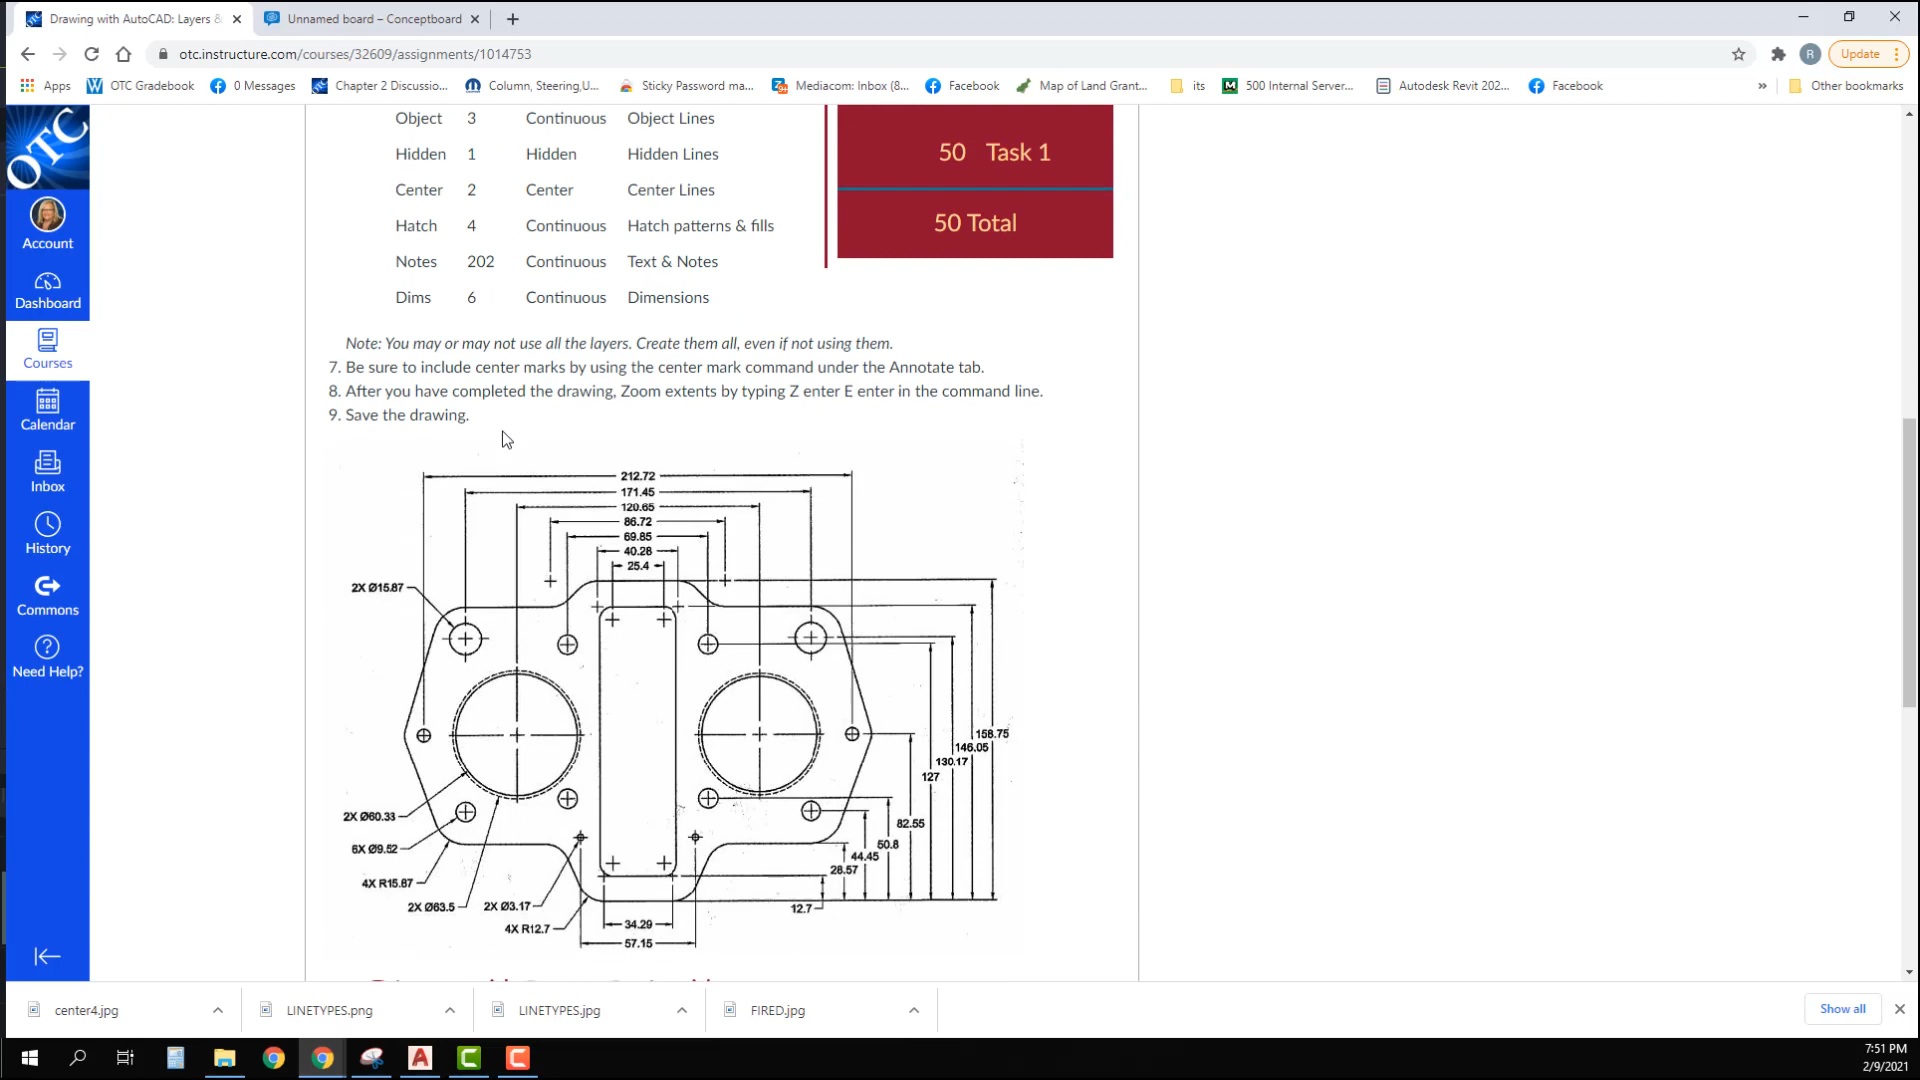 Drawing with AutoCAD: Layers &
Unnamed board – Conceptboard
otc.instructure.com/courses/32609/assignments/1014753
R
Update
Apps
OTC Gradebook
0 Messages
Chapter 2 Discussio...
Column, Steering,U...
Sticky Password ma...
Mediacom: Inbox (8...
Facebook
Map of Land Grant...
its
500 Internal Server...
Autodesk Revit 202...
Facebook
»
Other bookmarks
OTC
Account
Dashboard
Courses
Calendar
Inbox
History
Commons
Need Help?
Object 3 Continuous Object Lines
Hidden 1 Hidden Hidden Lines
Center 2 Center Center Lines
Hatch 4 Continuous Hatch patterns & fills
Notes 202 Continuous Text & Notes
Dims 6 Continuous Dimensions
50 Task 1
50 Total
Note: You may or may not use all the layers. Create them all, even if not using them.
7. Be sure to include center marks by using the center mark command under the Annotate tab.
8. After you have completed the drawing, Zoom extents by typing Z enter E enter in the command line.
9. Save the drawing.
212.72
171.45
120.65
86.72
69.85
40.28
25.4
2X Ø15.87
158.75
146.05
130.17
127
2X Ø60.33
82.55
6X Ø9.52
50.8
44.45
28.57
4X R15.87
2X Ø63.5
2X Ø3.17
12.7
4X R12.7
34.29
57.15
center4.jpg
LINETYPES.png
LINETYPES.jpg
FIRED.jpg
Show all
7:51 PM
2/9/2021